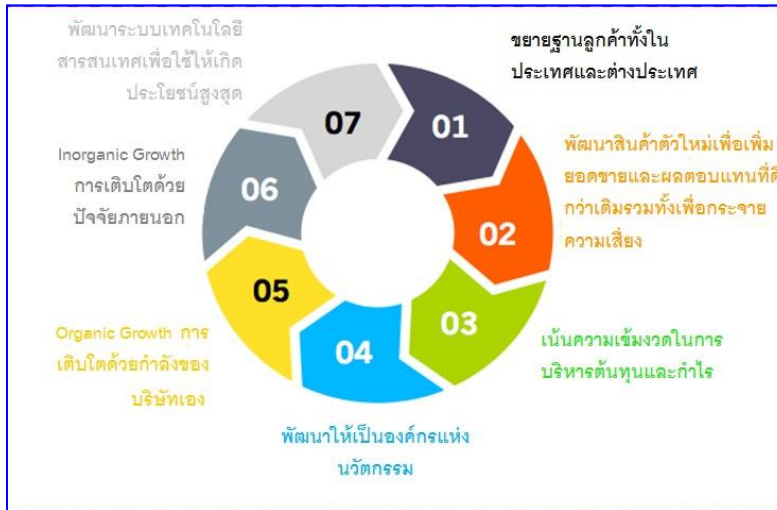 01
ขยายฐานลูกค้าทั้งใน
ประเทศและต่างประเทศ
02
พัฒนาสินค้าตัวใหม่เพื่อเพิ่ม
ยอดขายและผลตอบแทนที่ดี
กว่าเดิมรวมทั้งเพื่อกระจาย
ความเสี่ยง
03
เน้นความเข้มงวดในการ
บริหารต้นทุนและกำไร
04
พัฒนาให้เป็นองค์กรแห่ง
นวัตกรรม
05
Organic Growth การ
เติบโตด้วยกำลังของ
บริษัทเอง
06
Inorganic Growth
การเติบโตด้วย
ปัจจัยภายนอก
07
พัฒนาระบบเทคโนโลยี
สารสนเทศเพื่อใช้ให้เกิด
ประโยชน์สูงสุด